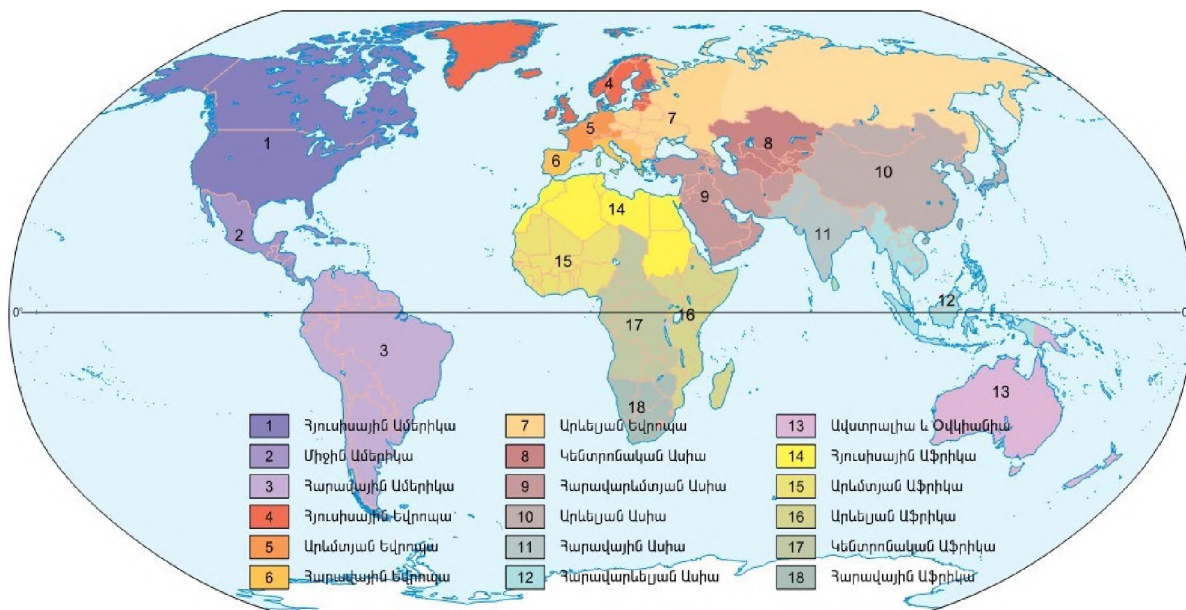 4
7
5
1
6
8
10
9
14
2
11
15
12
0°
0
17
16
3
13
18
1 Հյուսիսային Ամերիկա
2 Միջին Ամերիկա
3 Հարավային Ամերիկա
4 Հյուսիսային Եվրոպա
5 Արևմտյան Եվրոպա
6 Հարավային Եվրոպա
7 Արևելյան Եվրոպա
8 Կենտրոնական Ասիա
9 Հարավարևմտյան Ասիա
10 Արևելյան Ասիա
11 Հարավային Ասիա
12 Հարավարևելյան Ասիա
13 Ավստրալիա և Օվկիանիա
14 Հյուսիսային Աֆրիկա
15 Արևմտյան Աֆրիկա
16 Արևելյան Աֆրիկա
17 Կենտրոնական Աֆրիկա
18 Հարավային Աֆրիկա